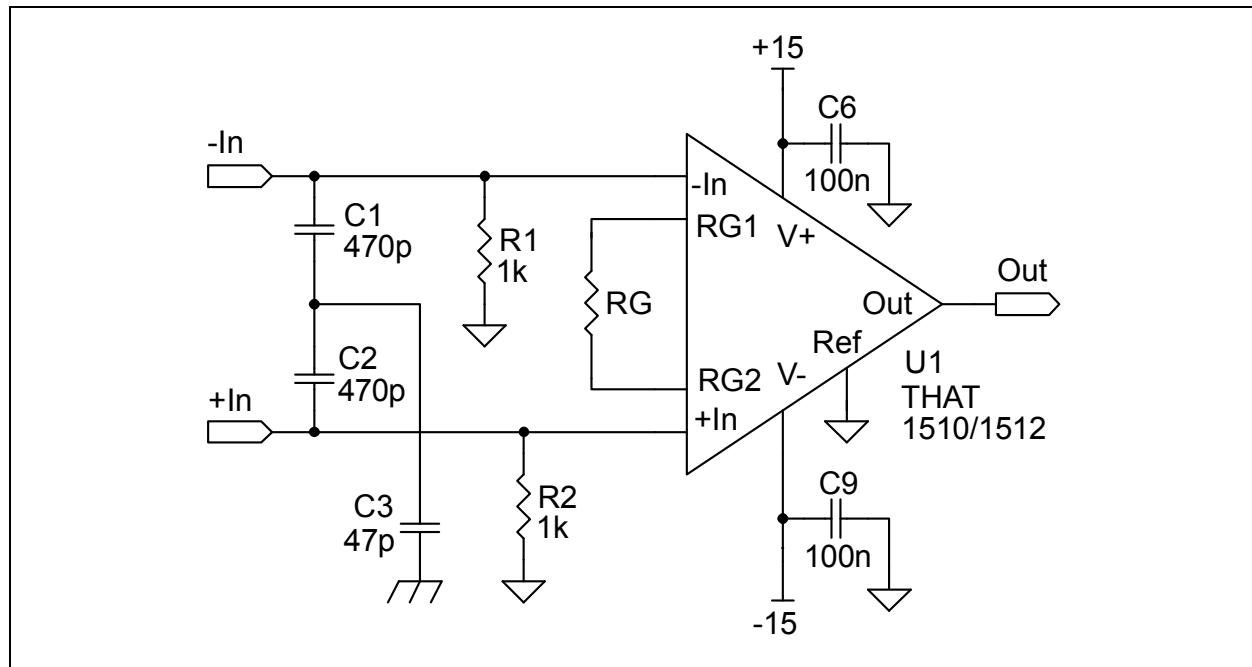 +15
C6
100n
-In
-In
C1
470p
R1
1k
RG1
V+
Out
RG
Out
Ref
C2
470p
V-
U1
RG2
THAT
+In
+In
1510/1512
C9
R2
C3
1k
47p
100n
-15